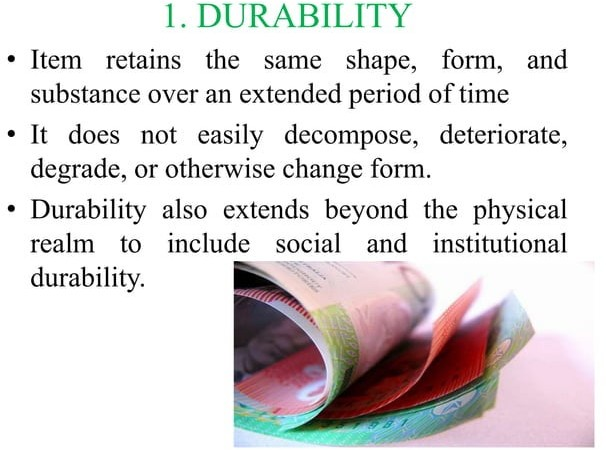 1. DURABILITY
• Item retains the same shape, form, and
substance over an extended period of time
• It does not easily decompose, deteriorate,
degrade, or otherwise change form.
• Durability also extends beyond the physical
realm to include social and institutional
durability.